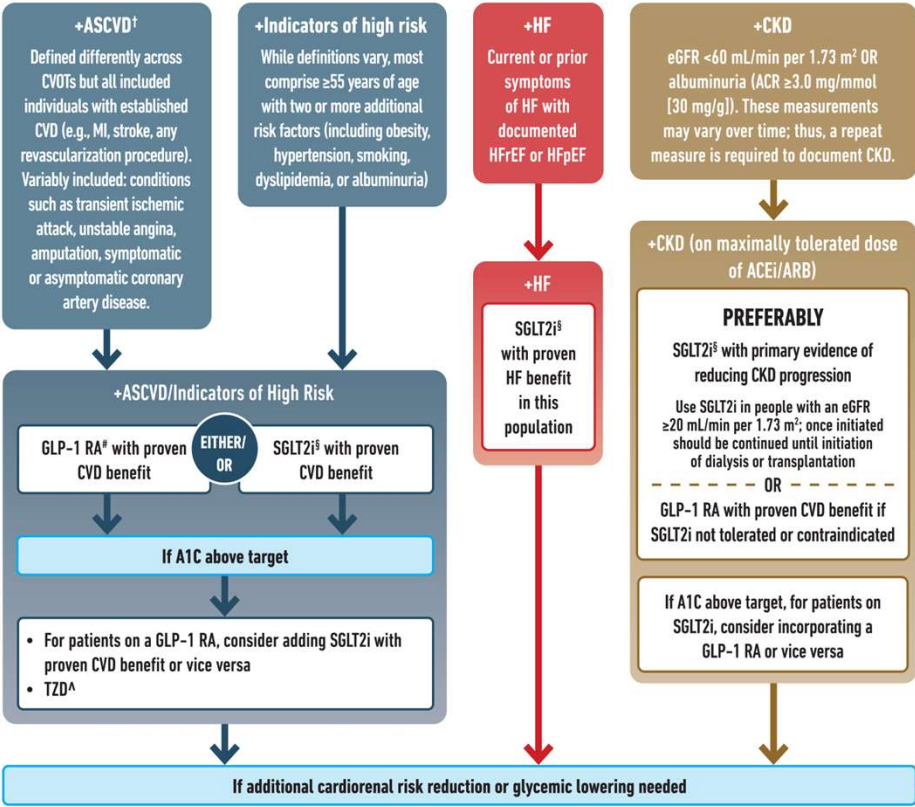 +ASCVD†
Defined differently across
CVOTs but all included
individuals with established
CVD (e.g., MI, stroke, any
revascularization procedure).
Variably included: conditions
such as transient ischemic
attack, unstable angina,
amputation, symptomatic
or asymptomatic coronary
artery disease.
+Indicators of high risk
While definitions vary, most
comprise ≥55 years of age
with two or more additional
risk factors (including obesity,
hypertension, smoking,
dyslipidemia, or albuminuria)
+HF
Current or prior
symptoms
of HF with
documented
HFrEF or HFpEF
+CKD
eGFR <60 mL/min per 1.73 m² OR
albuminuria (ACR ≥3.0 mg/mmol
[30 mg/g]). These measurements
may vary over time; thus, a repeat
measure is required to document CKD.
+ASCVD/Indicators of High Risk
GLP-1 RA# with proven
CVD benefit
EITHER/
OR
SGLT2i§ with proven
CVD benefit
If A1C above target
• For patients on a GLP-1 RA, consider adding SGLT2i with
proven CVD benefit or vice versa
• TZD^
+HF
SGLT2i§
with proven
HF benefit
in this
population
+CKD (on maximally tolerated dose
of ACEi/ARB)
PREFERABLY
SGLT2i§ with primary evidence of
reducing CKD progression
Use SGLT2i in people with an eGFR
≥20 mL/min per 1.73 m²; once initiated
should be continued until initiation
of dialysis or transplantation
OR
GLP-1 RA with proven CVD benefit if
SGLT2i not tolerated or contraindicated
If A1C above target, for patients on
SGLT2i, consider incorporating a
GLP-1 RA or vice versa
If additional cardiorenal risk reduction or glycemic lowering needed